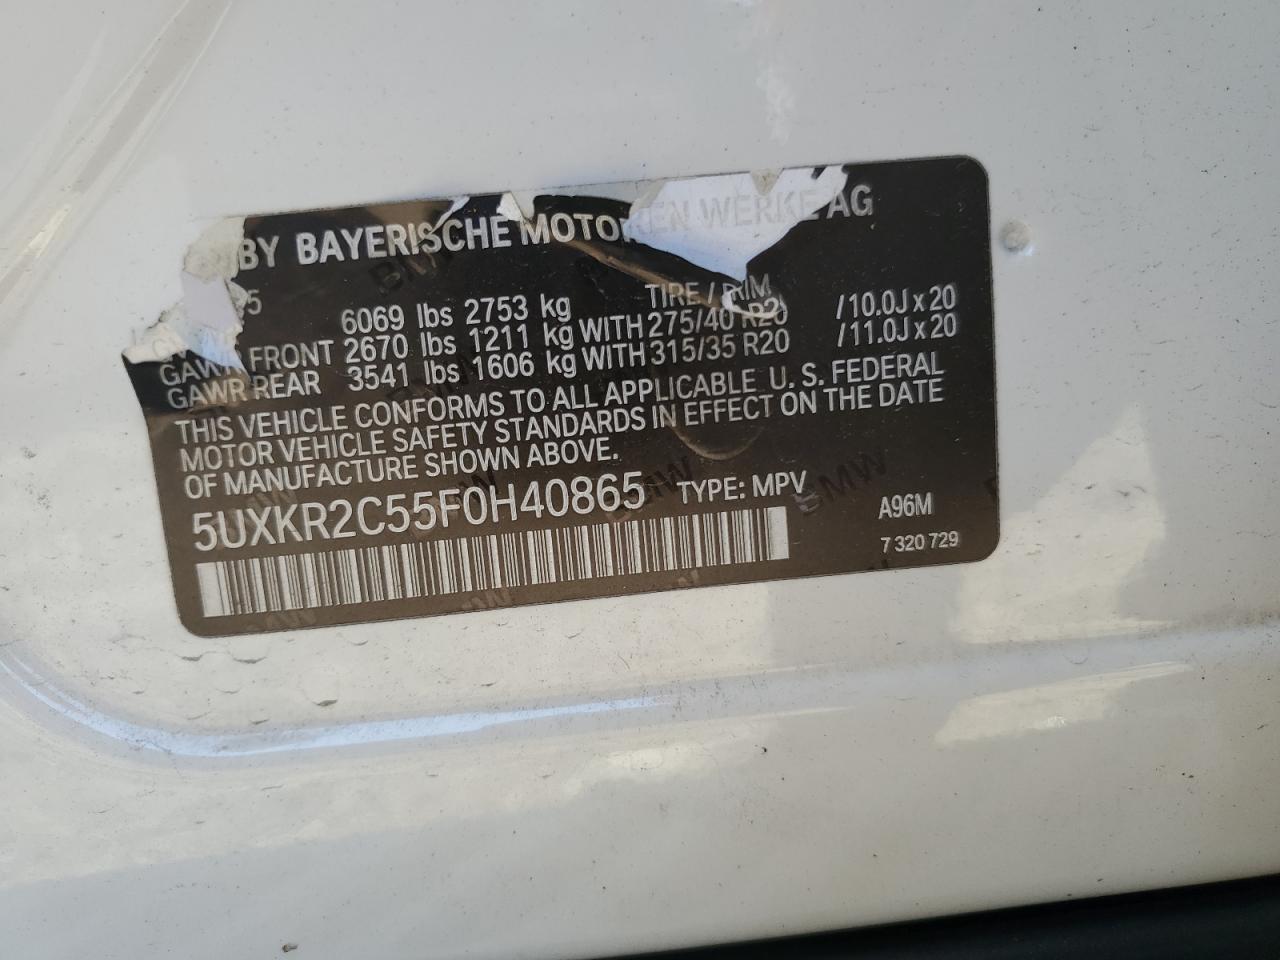 BY BAYERISCHE MOTOREN WERKE AG
5
6069 lbs 2753 kg TIRE / RIM
GAWR FRONT 2670 lbs 1211 kg WITH 275/40 R20 /10.0J x 20
GAWR REAR 3541 lbs 1606 kg WITH 315/35 R20 /11.0J x 20
THIS VEHICLE CONFORMS TO ALL APPLICABLE U. S. FEDERAL
MOTOR VEHICLE SAFETY STANDARDS IN EFFECT ON THE DATE
OF MANUFACTURE SHOWN ABOVE.
5UXKR2C55F0H40865 TYPE: MPV
A96M
7 320 729